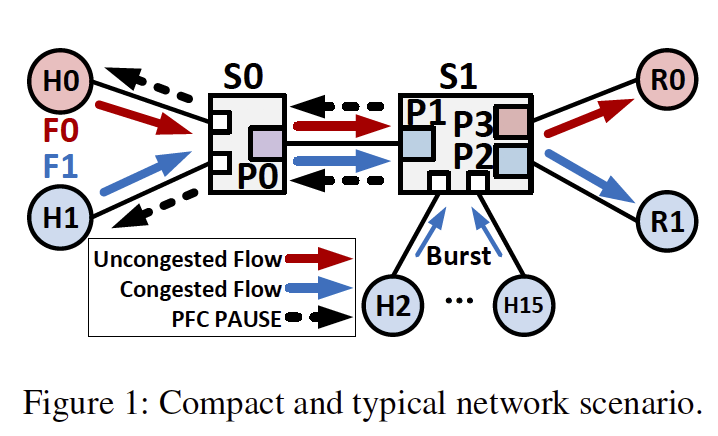 S0
S1
H0
R0
P1
P3
F0
P2
F1
P0
H1
R1
Uncongested Flow
Congested Flow
PFC PAUSE
Burst
H2
...
H15
Figure 1: Compact and typical network scenario.